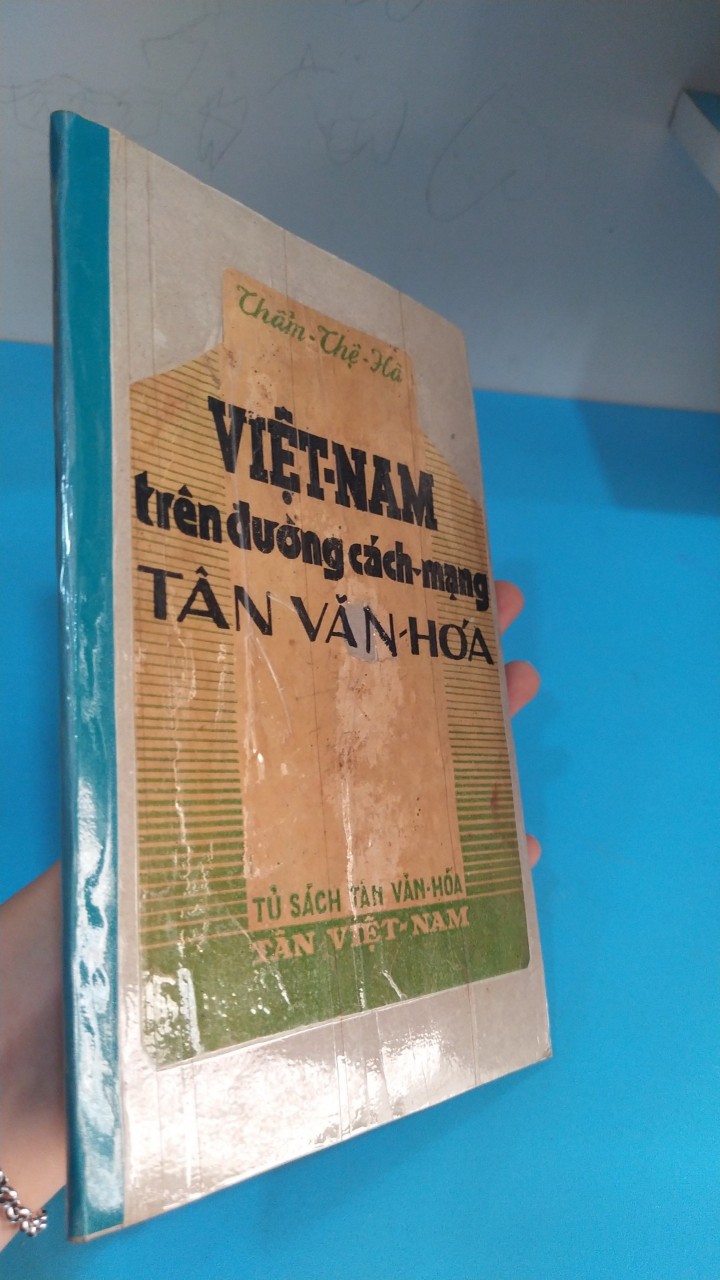 Thẩm-Thệ-Hà
VIỆT-NAM
trên đường cách-mạng
TÂN VĂN-HÓA
TỦ SÁCH TÂN VĂN-HÓA
TÂN VIỆT-NAM